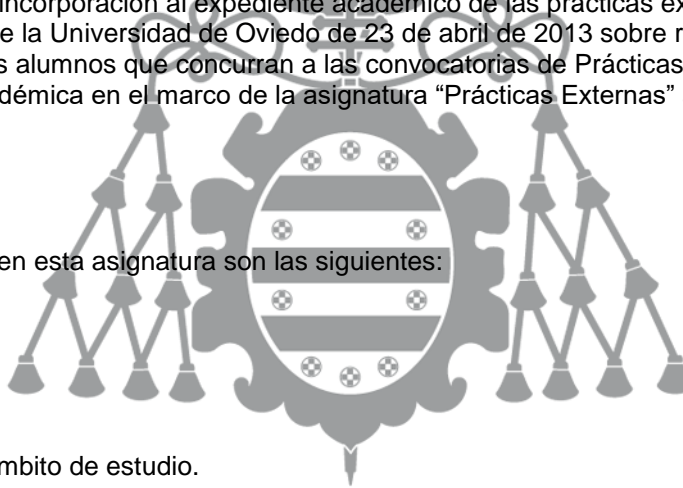 incorporación al expediente académico de las prácticas ex
e la Universidad de Oviedo de 23 de abril de 2013 sobre
s alumnos que concurran a las convocatorias de Prácticas
démica en el marco de la asignatura “Prácticas Externas”
en esta asignatura son las siguientes:
mbito de estudio.